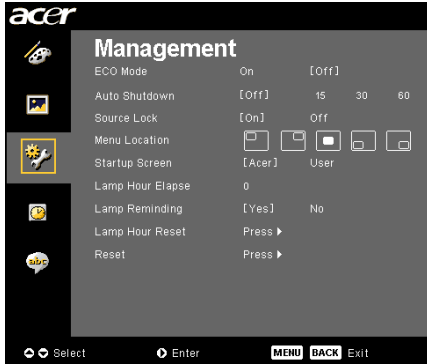 acer
Management
ECO Mode On [Off]
Auto Shutdown [Off] 15 30 60
Source Lock [On] Off
Menu Location
Startup Screen [Acer] User
Lamp Hour Elapse 0
Lamp Reminding [Yes] No
Lamp Hour Reset Press
Reset Press
abc
Select Enter MENU BACK Exit